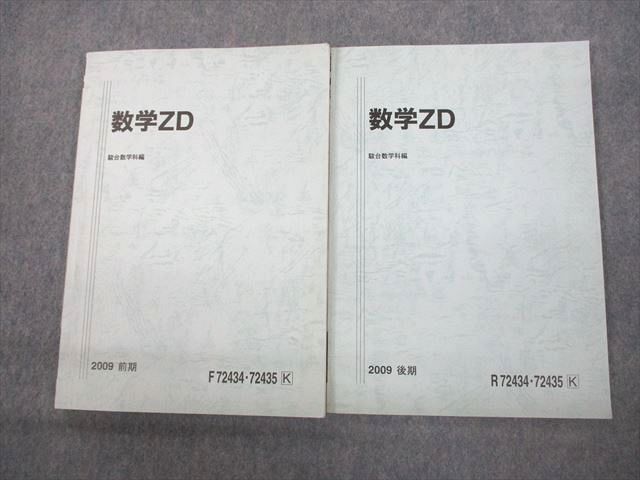 数学ZD
駿台数学科編
2009 前期
F72434・72435 K
数学ZD
駿台数学科編
2009 後期
R72434・72435 K